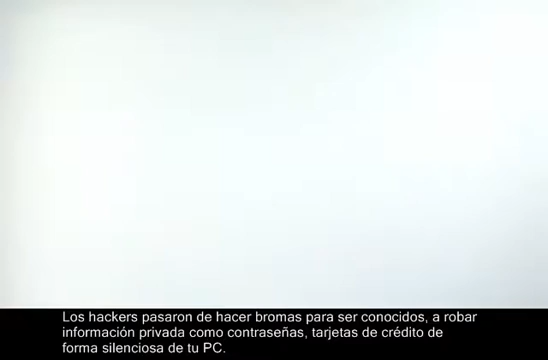 Los hackers pasaron de hacer bromas para ser conocidos, a robar
información privada como contraseñas, tarjetas de crédito de
forma silenciosa de tu PC.